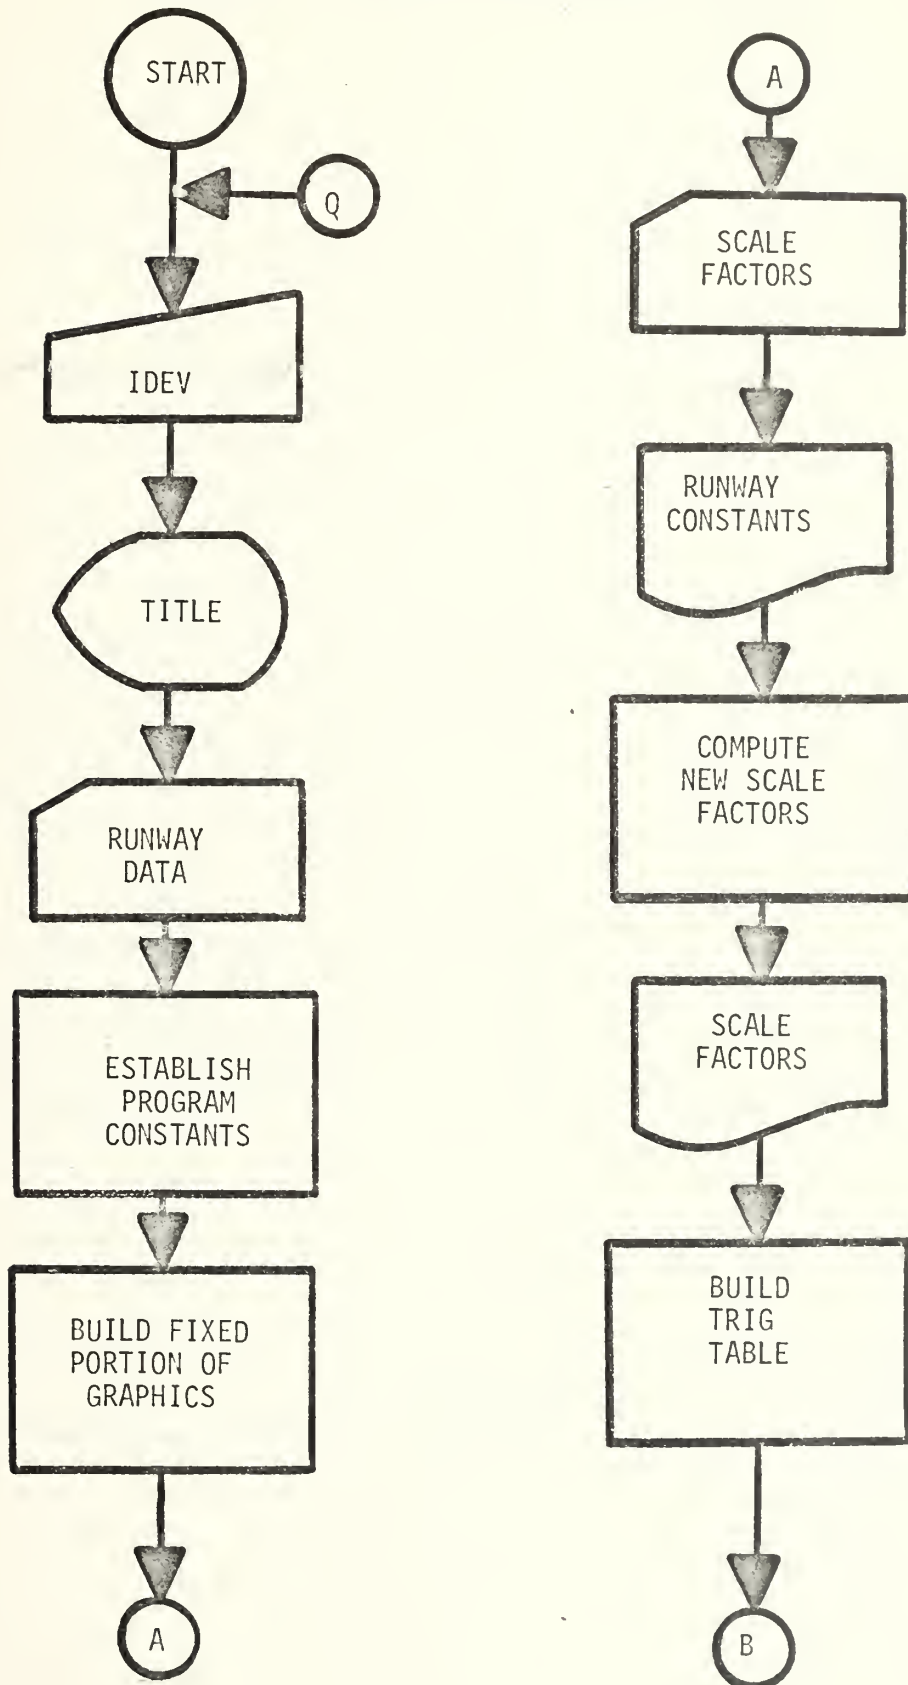 START
Q
IDEV
TITLE
RUNWAY
DATA
ESTABLISH
PROGRAM
CONSTANTS
BUILD FIXED
PORTION OF
GRAPHICS
A
A
SCALE
FACTORS
RUNWAY
CONSTANTS
COMPUTE
NEW SCALE
FACTORS
SCALE
FACTORS
BUILD
TRIG
TABLE
B